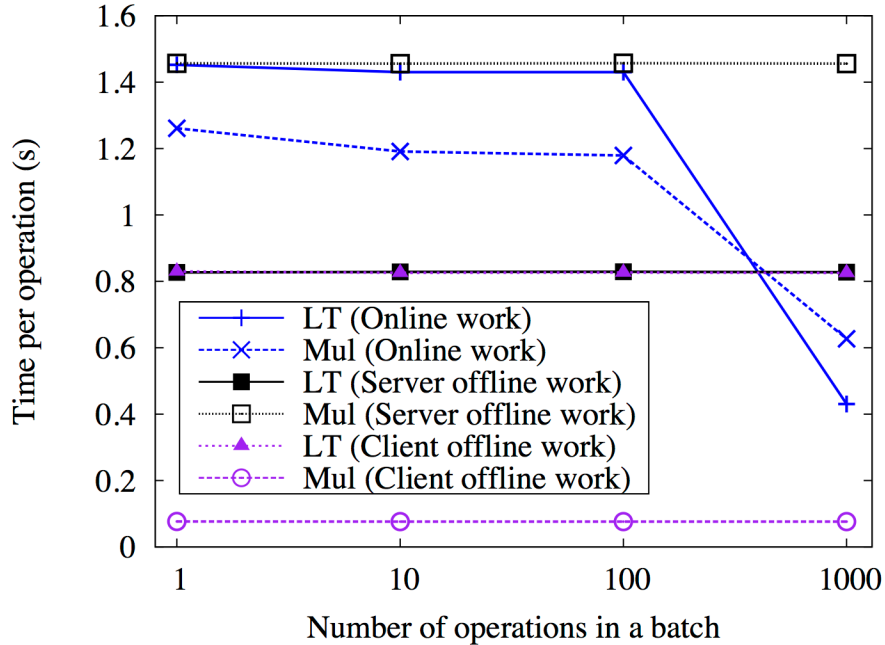 1.6
1.4
1.2
1
0.8
0.6
0.4
0.2
0
Time per operation (s)
LT (Online work)
Mul (Online work)
LT (Server offline work)
Mul (Server offline work)
LT (Client offline work)
Mul (Client offline work)
1 10 100 1000
Number of operations in a batch